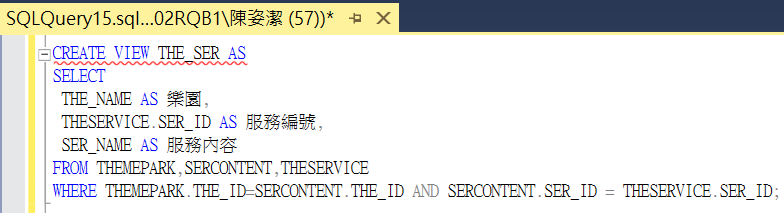 SQLQuery15.sql...02RQB1\陳姿潔 (57))*
CREATE VIEW THE_SER AS
SELECT
THE_NAME AS 樂園,
THESERVICE.SER_ID AS 服務編號,
SER_NAME AS 服務內容
FROM THEMEPARK,SERCONTENT,THESERVICE
WHERE THEMEPARK.THE_ID=SERCONTENT.THE_ID AND SERCONTENT.SER_ID = THESERVICE.SER_ID;